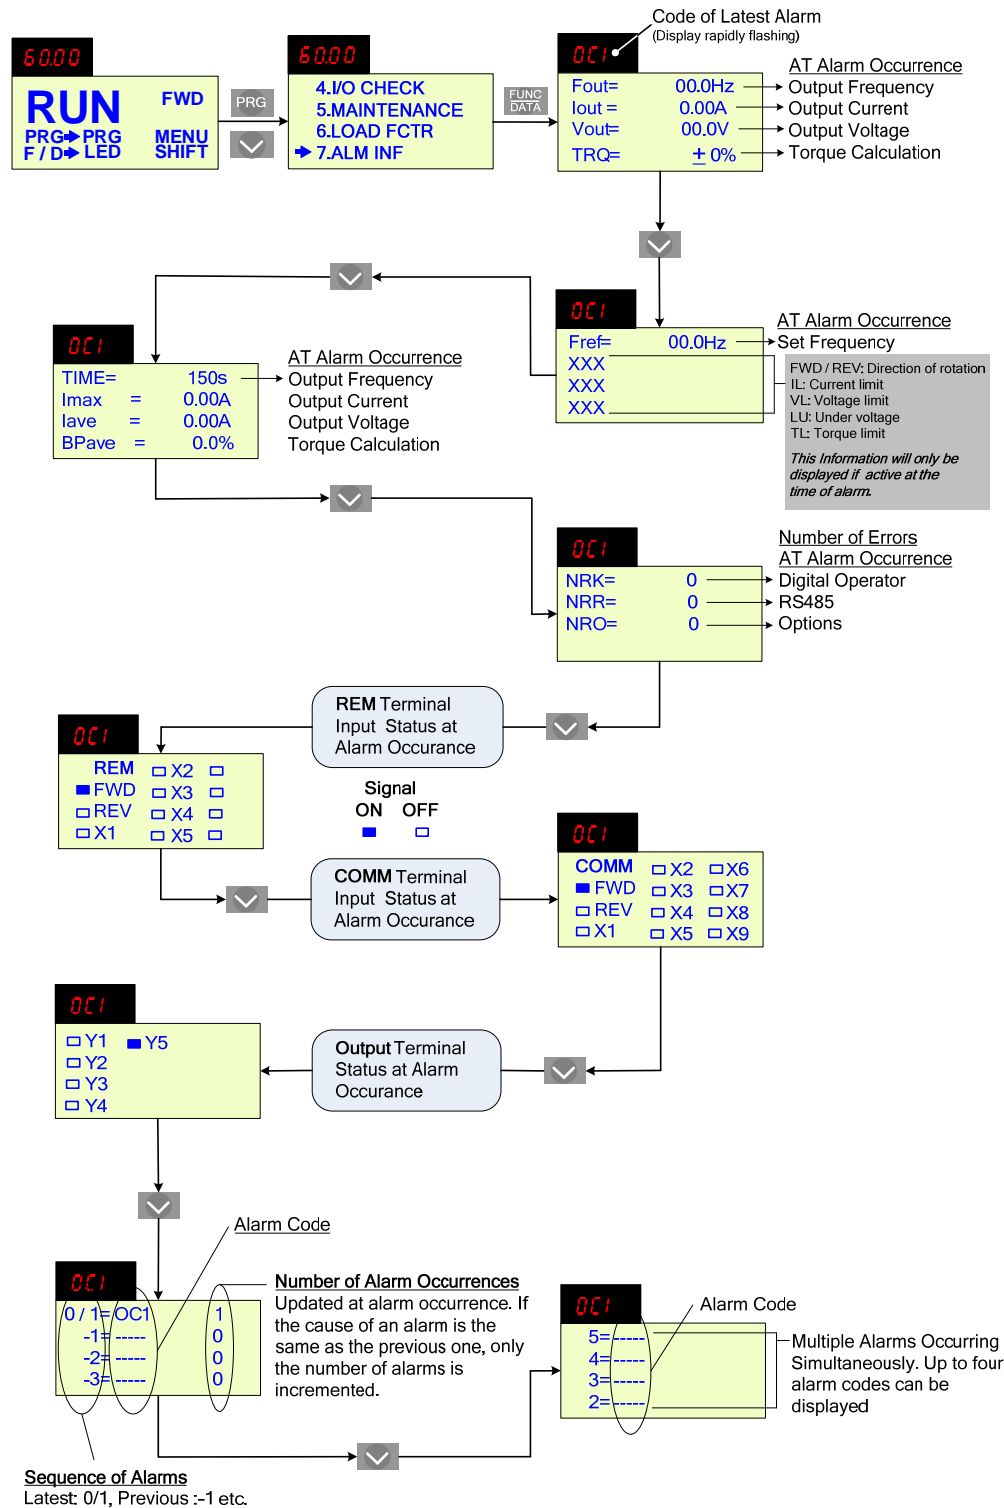 Code of Latest Alarm
(Display rapidly flashing)
60.00
RUN FWD
PRG PRG MENU
F / D LED SHIFT
PRG
60.00
4.I/O CHECK
5.MAINTENANCE
6.LOAD FCTR
7.ALM INF
FUNC
DATA
OC1
Fout= 00.0Hz
Iout = 0.00A
Vout= 00.0V
TRQ= ± 0%
AT Alarm Occurrence
Output Frequency
Output Current
Output Voltage
Torque Calculation
OC1
Fref= 00.0Hz
XXX
XXX
XXX
AT Alarm Occurrence
Set Frequency
FWD / REV: Direction of rotation
IL: Current limit
VL: Voltage limit
LU: Under voltage
TL: Torque limit
This Information will only be
displayed if active at the
time of alarm.
OC1
TIME= 150s
Imax = 0.00A
Iave = 0.00A
BPave = 0.0%
AT Alarm Occurrence
Output Frequency
Output Current
Output Voltage
Torque Calculation
OC1
NRK= 0
NRR= 0
NRO= 0
Number of Errors
AT Alarm Occurrence
Digital Operator
RS485
Options
REM Terminal
Input Status at
Alarm Occurance
OC1
REM X2
FWD X3
REV X4
X1 X5
Signal
ON OFF
COMM Terminal
Input Status at
Alarm Occurance
OC1
COMM X2 X6
FWD X3 X7
REV X4 X8
X1 X5 X9
OC1
Y1 Y5
Y2
Y3
Y4
Output Terminal
Status at Alarm
Occurance
Alarm Code
OC1
0 / 1= OC1 1
-1= ----- 0
-2= ----- 0
-3= ----- 0
Number of Alarm Occurrences
Updated at alarm occurrence. If
the cause of an alarm is the
same as the previous one, only
the number of alarms is
incremented.
OC1
5= -----
4= -----
3= -----
2= -----
Alarm Code
Multiple Alarms Occurring
Simultaneously. Up to four
alarm codes can be
displayed
Sequence of Alarms
Latest: 0/1, Previous :-1 etc.